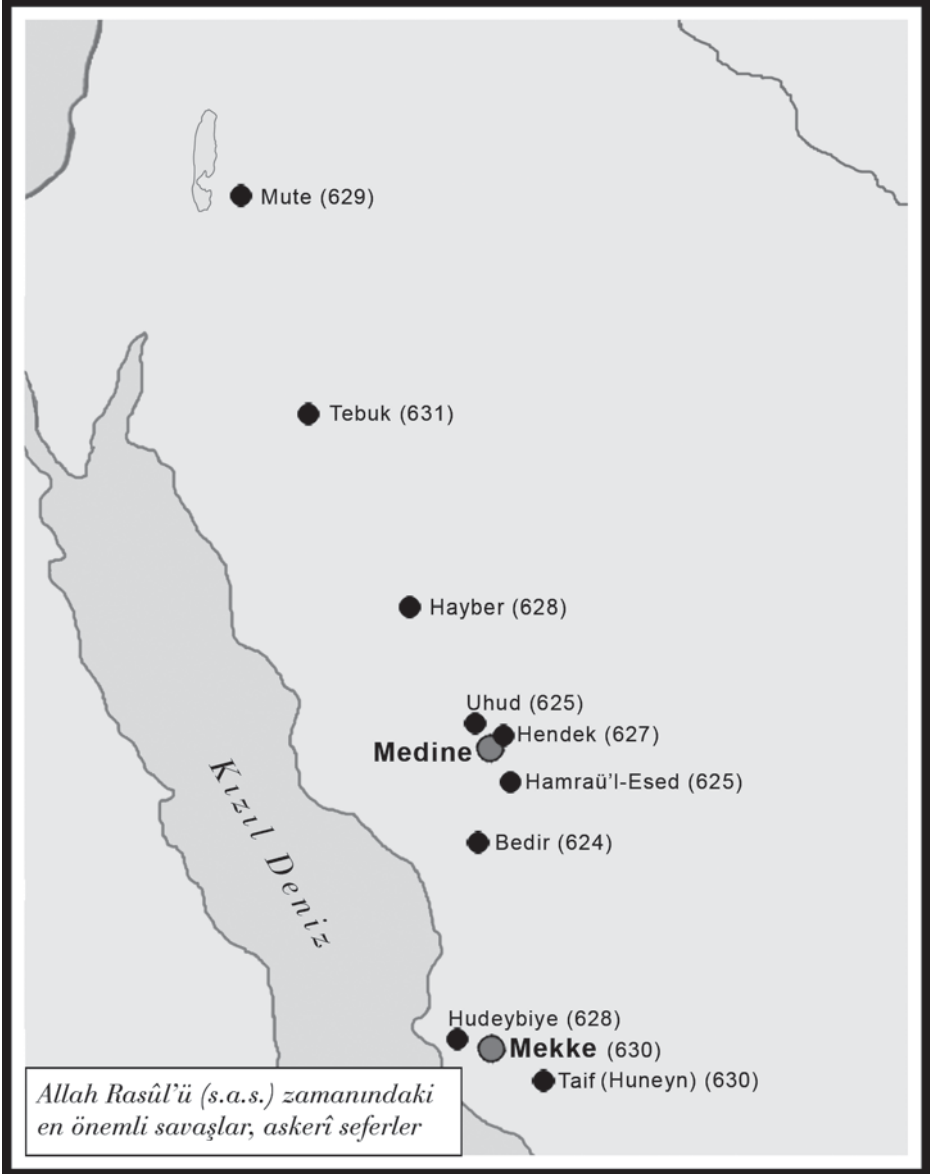 Mute (629)
Tebuk (631)
Hayber (628)
Uhud (625)
Hendek (627)
Medine
Hamraü’l-Esed (625)
Bedir (624)
Kızıl Deniz
Hudeybiye (628)
Mekke (630)
Taif (Huneyn) (630)
Allah Rasûl’ü (s.a.s.) zamanındaki
en önemli savaşlar, askerî seferler